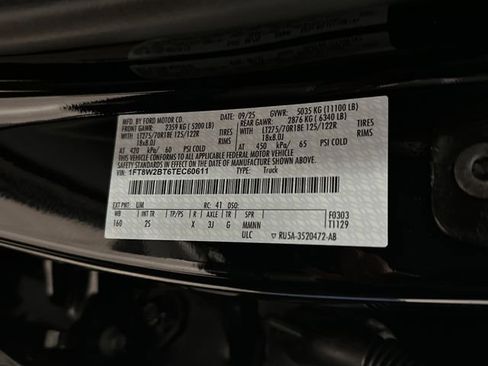 MFD. BY FORD MOTOR CO. DATE: 09/25 GVWR: 5035 KG (11100 LB)
FRONT GAWR: 2359 KG (5200 LB) REAR GAWR: 2876 KG (6340 LB)
LT275/70R18E 125/122R TIRES LT275/70R18E 125/122R TIRES
18x8.0J RIMS 18x8.0J RIMS
AT 420 kPa/ 60 PSI COLD AT 450 kPa/ 65 PSI COLD
THIS VEHICLE CONFORMS TO ALL APPLICABLE FEDERAL MOTOR VEHICLE
SAFETY STANDARDS IN EFFECT ON THE DATE OF MANUFACTURE SHOWN ABOVE.
VIN: 1FT8W2BT6TEC60611 TYPE: Truck
EXT PNT: UM RC: 41 DSO: F0303
WB INT TR TP/PS R AXLE TR SPR T1129
160 2S X 3J G MMNN
ULC ▽ RU5A-3520472-AB